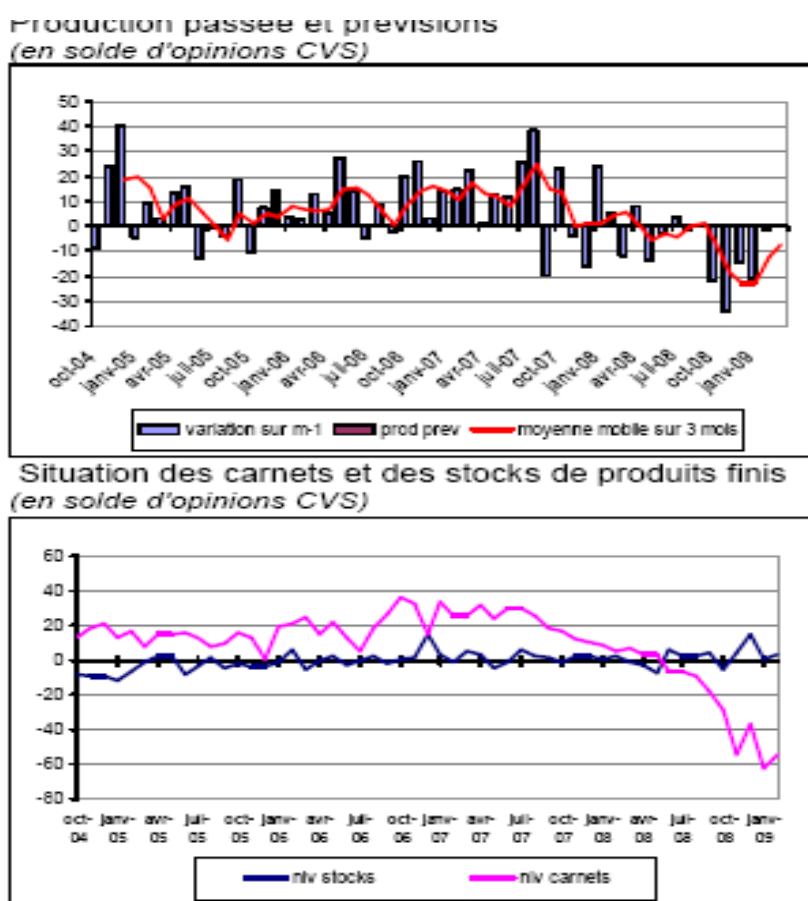 Production passée et prévisions
(en solde d'opinions CVS)
50
40
30
20
10
0
-10
-20
-30
-40
oct-04 janv-05 avr-05 juil-05 oct-05 janv-06 avr-06 juil-06 oct-06 janv-07 avr-07 juil-07 oct-07 janv-08 avr-08 juil-08 oct-08 janv-09
variation sur m-1 prod prev moyenne mobile sur 3 mois
Situation des carnets et des stocks de produits finis
(en solde d'opinions CVS)
60
40
20
0
-20
-40
-60
-80
oct- janv- avr- juil- oct- janv- avr- juil- oct- janv- avr- juil- oct- janv- avr- juil- oct- janv-
04 05 05 05 05 06 06 06 06 07 07 07 07 08 08 08 08 09
niv stocks niv carnets